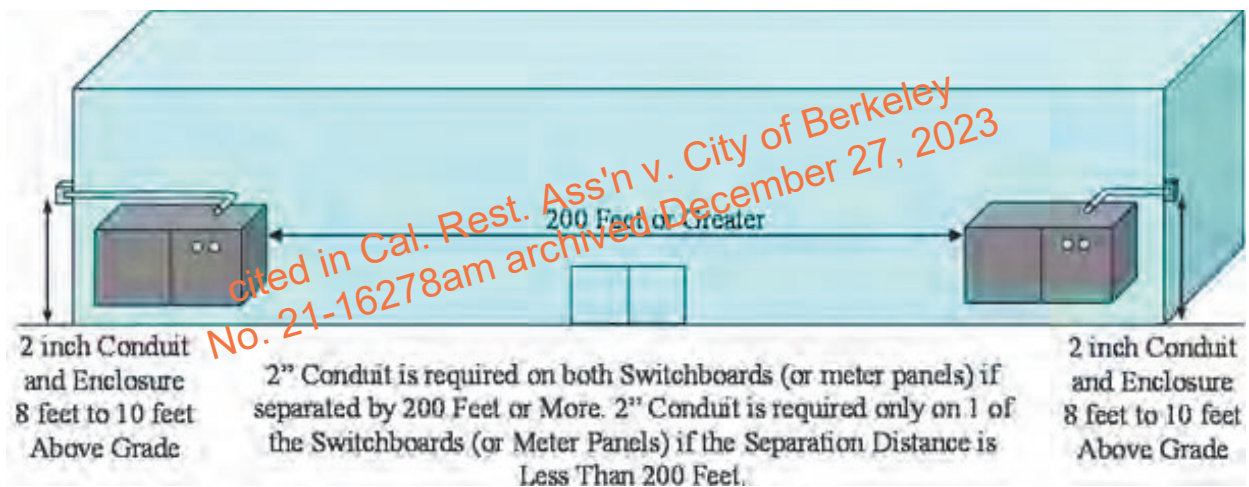 cited in Cal. Rest. Ass'n v. City of Berkeley
No. 21-16278am archived December 27, 2023
200 Feet or Greater
2 inch Conduit
and Enclosure
8 feet to 10 feet
Above Grade
2" Conduit is required on both Switchboards (or meter panels) if
separated by 200 Feet or More. 2" Conduit is required only on 1 of
the Switchboards (or Meter Panels) if the Separation Distance is
Less Than 200 Feet.
2 inch Conduit
and Enclosure
8 feet to 10 feet
Above Grade